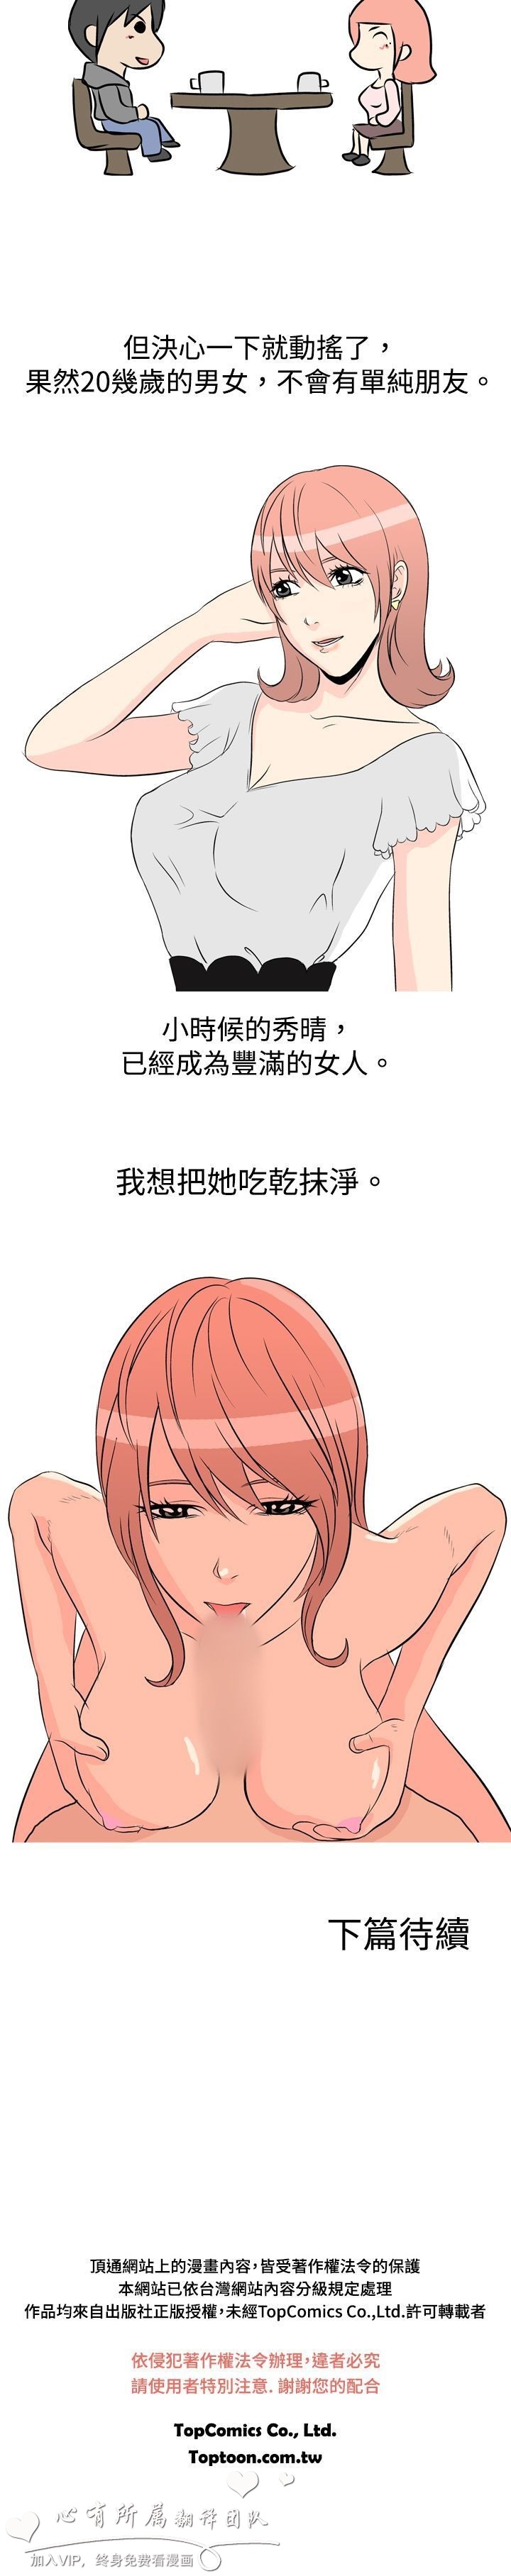 但決心一下就動搖了，
果然20幾歲的男女，不會有單純朋友。
小時候的秀晴，
已經成為豐滿的女人。
我想把她吃乾抹淨。
下篇待續
頂通網站上的漫畫內容，皆受著作權法令的保護
本網站已依台灣網站內容分級規定處理
作品均來自出版社正版授權，未經TopComics Co.,Ltd.許可轉載者
依侵犯著作權法令辦理，違者必究
請使用者特別注意. 謝謝您的配合
TopComics Co., Ltd.
Toptoon.com.tw
心有所属翻译团队
加入VIP，终身免费看漫画